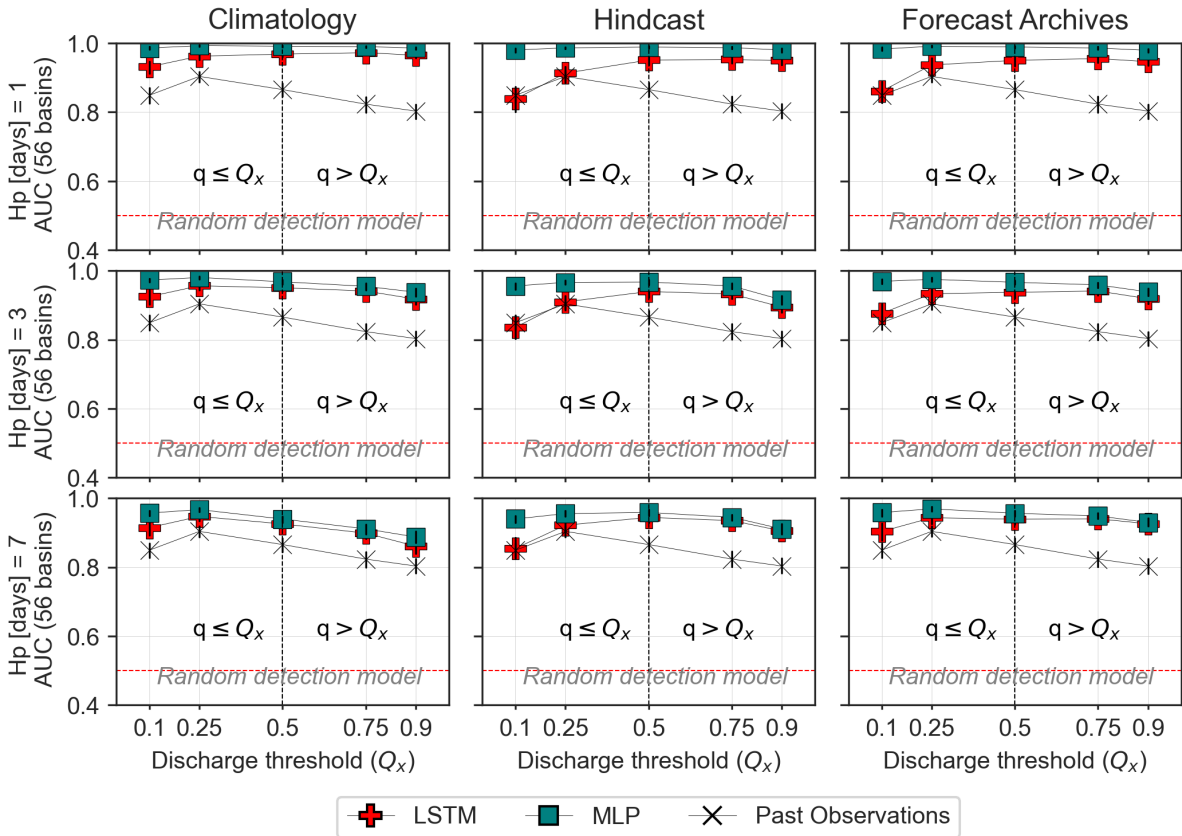 Climatology Hindcast Forecast Archives
Hp [days] = 1
AUC (56 basins)
1.0
0.8
0.6
0.4
q ≤ Qx q > Qx
Random detection model
q ≤ Qx q > Qx
Random detection model
q ≤ Qx q > Qx
Random detection model
Hp [days] = 3
AUC (56 basins)
1.0
0.8
0.6
0.4
q ≤ Qx q > Qx
Random detection model
q ≤ Qx q > Qx
Random detection model
q ≤ Qx q > Qx
Random detection model
Hp [days] = 7
AUC (56 basins)
1.0
0.8
0.6
0.4
q ≤ Qx q > Qx
Random detection model
q ≤ Qx q > Qx
Random detection model
q ≤ Qx q > Qx
Random detection model
0.1 0.25 0.5 0.75 0.9
Discharge threshold (Qx)
0.1 0.25 0.5 0.75 0.9
Discharge threshold (Qx)
0.1 0.25 0.5 0.75 0.9
Discharge threshold (Qx)
LSTM MLP Past Observations